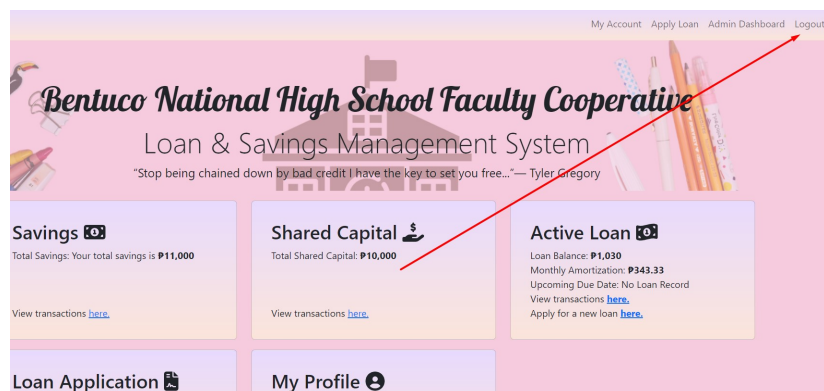 My Account Apply Loan Admin Dashboard Logout
Bentuco National High School Faculty Cooperative
Loan & Savings Management System
"Stop being chained down by bad credit I have the key to set you free..."— Tyler Gregory
Savings
Total Savings: Your total savings is ₱11,000
View transactions here.
Shared Capital
Total Shared Capital: ₱10,000
View transactions here.
Active Loan
Loan Balance: ₱1,030
Monthly Amortization: ₱343.33
Upcoming Due Date: No Loan Record
View transactions here.
Apply for a new loan here.
Loan Application
My Profile